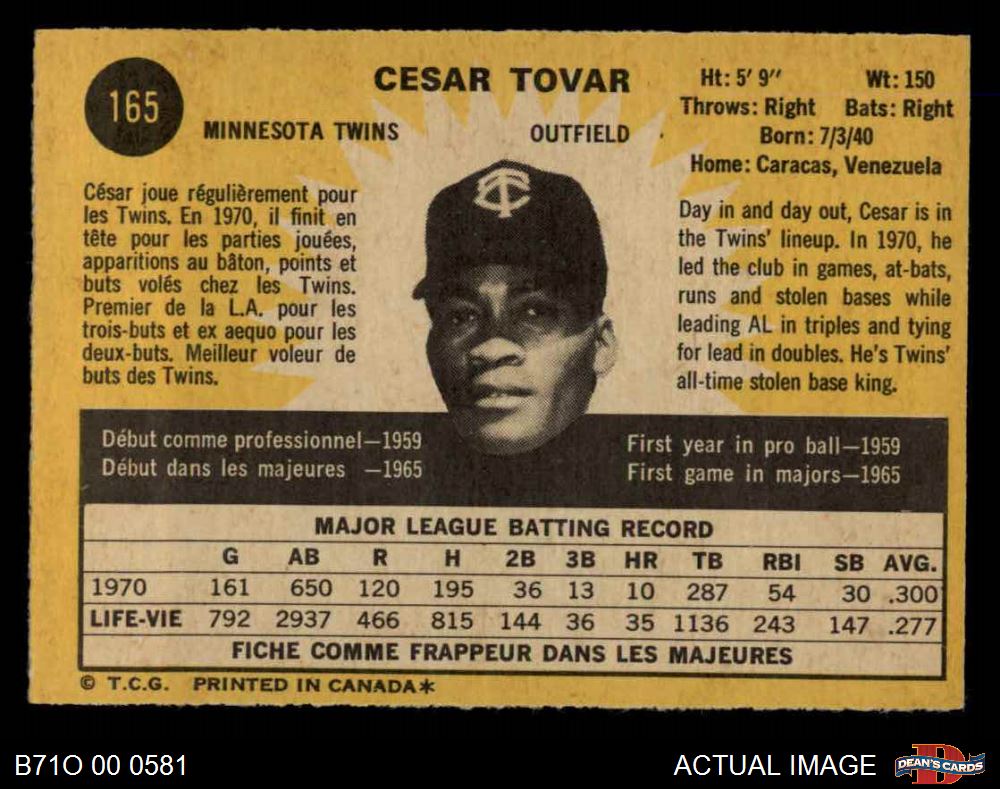 165
CESAR TOVAR
MINNESOTA TWINS OUTFIELD
Ht: 5' 9" Wt: 150
Throws: Right Bats: Right
Born: 7/3/40
Home: Caracas, Venezuela
César joue régulièrement pour
les Twins. En 1970, il finit en
tête pour les parties jouées,
apparitions au bâton, points et
buts volés chez les Twins.
Premier de la L.A. pour les
trois-buts et ex aequo pour les
deux-buts. Meilleur voleur de
buts des Twins.
TC
Day in and day out, Cesar is in
the Twins' lineup. In 1970, he
led the club in games, at-bats,
runs and stolen bases while
leading AL in triples and tying
for lead in doubles. He's Twins'
all-time stolen base king.
Début comme professionnel—1959
Début dans les majeures —1965
First year in pro ball—1959
First game in majors—1965
MAJOR LEAGUE BATTING RECORD
G AB R H 2B 3B HR TB RBI SB AVG.
1970 161 650 120 195 36 13 10 287 54 30 .300
LIFE-VIE 792 2937 466 815 144 36 35 1136 243 147 .277
FICHE COMME FRAPPEUR DANS LES MAJEURES
© T.C.G. PRINTED IN CANADA*
B71O 00 0581
ACTUAL IMAGE
D
DEAN'S CARDS